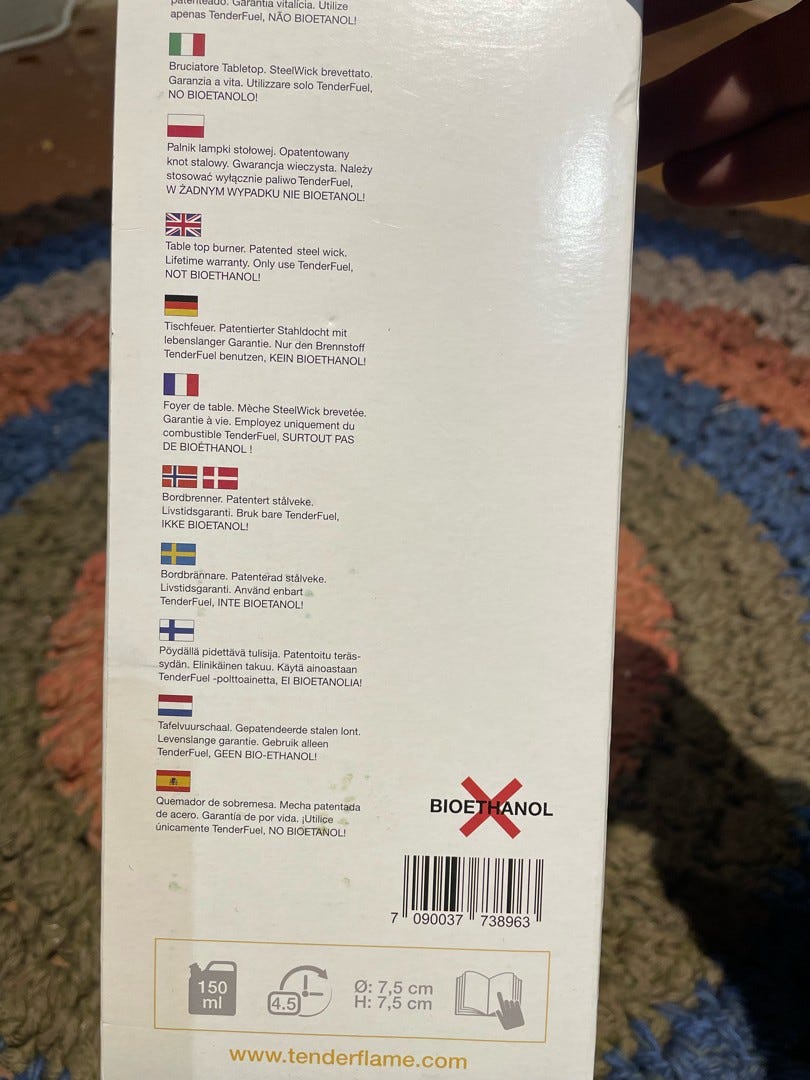 patenteado. Garantia vitalícia. Utilize
apenas TenderFuel, NÃO BIOETANOL!
Bruciatore Tabletop. SteelWick brevettato.
Garanzia a vita. Utilizzare solo TenderFuel,
NO BIOETANOLO!
Palnik lampki stołowej. Opatentowany
knot stalowy. Gwarancja wieczysta. Należy
stosować wyłącznie paliwo TenderFuel,
W ŻADNYM WYPADKU NIE BIOETANOL!
Table top burner. Patented steel wick.
Lifetime warranty. Only use TenderFuel,
NOT BIOETHANOL!
Tischfeuer. Patentierter Stahldocht mit
lebenslanger Garantie. Nur den Brennstoff
TenderFuel benutzen, KEIN BIOETHANOL!
Foyer de table. Mèche SteelWick brevetée.
Garantie à vie. Employez uniquement du
combustible TenderFuel, SURTOUT PAS
DE BIOÉTHANOL !
Bordbrenner. Patentert stålveke.
Livstidsgaranti. Bruk bare TenderFuel,
IKKE BIOETANOL!
Bordbrännare. Patenterad stålveke.
Livstidsgaranti. Använd enbart
TenderFuel, INTE BIOETANOL!
Pöydällä pidettävä tulisija. Patentoitu teräs-
sydän. Elinikäinen takuu. Käytä ainoastaan
TenderFuel -polttoainetta, EI BIOETANOLIA!
Tafelvuurschaal. Gepatendeerde stalen lont.
Levenslange garantie. Gebruik alleen
TenderFuel, GEEN BIO-ETHANOL!
Quemador de sobremesa. Mecha patentada
de acero. Garantía de por vida. ¡Utilice
únicamente TenderFuel, NO BIOETANOL!
BIOETHANOL
7 090037 738963
150
ml
4.5
Ø: 7,5 cm
H: 7,5 cm
www.tenderflame.com